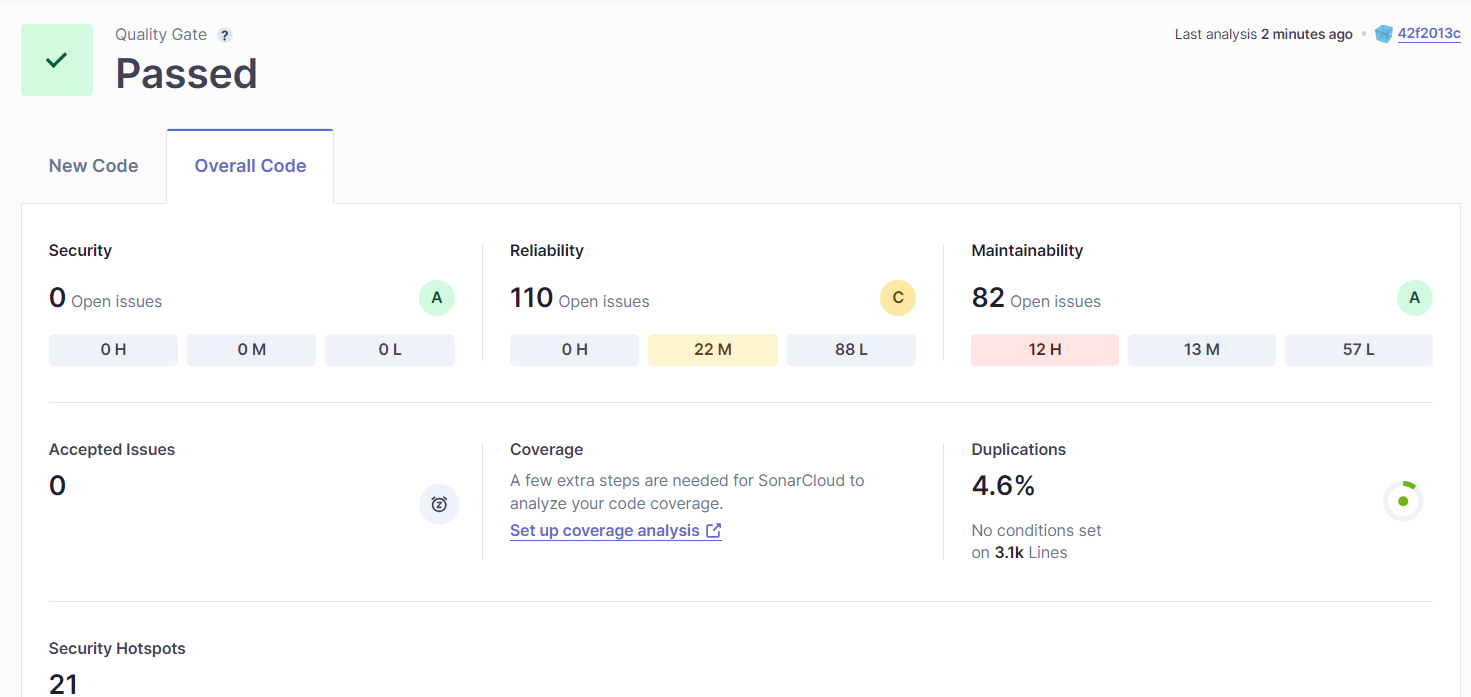 Quality Gate ?
Passed
Last analysis 2 minutes ago • 42f2013c
New Code
Overall Code
Security
0 Open issues
A
0 H
0 M
0 L
Reliability
110 Open issues
C
0 H
22 M
88 L
Maintainability
82 Open issues
A
12 H
13 M
57 L
Accepted Issues
0
Coverage
A few extra steps are needed for SonarCloud to
analyze your code coverage.
Set up coverage analysis
Duplications
4.6%
No conditions set
on 3.1k Lines
Security Hotspots
21